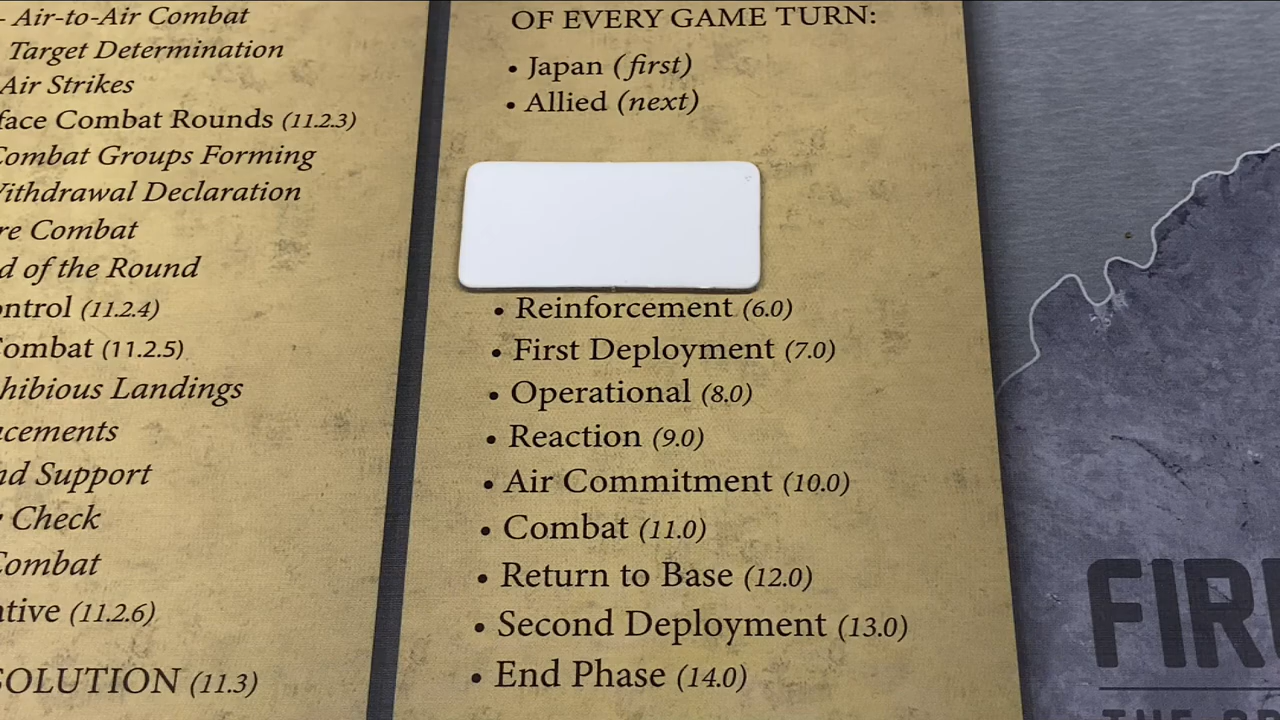 - Air-to-Air Combat
Target Determination
Air Strikes
face Combat Rounds (11.2.3)
Combat Groups Forming
Withdrawal Declaration
re Combat
d of the Round
ontrol (11.2.4)
Combat (11.2.5)
hibious Landings
acements
nd Support
Check
Combat
ative (11.2.6)
SOLUTION (11.3)
OF EVERY GAME TURN:
• Japan (first)
• Allied (next)
• Reinforcement (6.0)
• First Deployment (7.0)
• Operational (8.0)
• Reaction (9.0)
• Air Commitment (10.0)
• Combat (11.0)
• Return to Base (12.0)
• Second Deployment (13.0)
• End Phase (14.0)
FIR